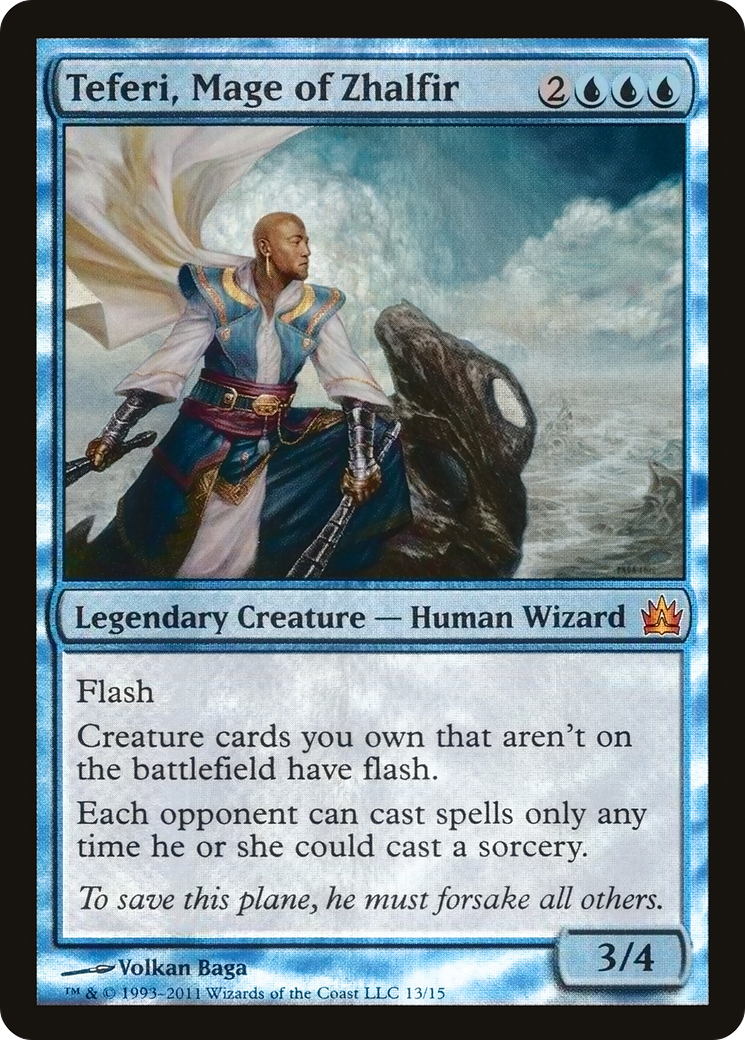 Teferi, Mage of Zhalfir 2
Legendary Creature — Human Wizard
Flash
Creature cards you own that aren't on
the battlefield have flash.
Each opponent can cast spells only any
time he or she could cast a sorcery.
To save this plane, he must forsake all others.
3/4
Volkan Baga
™ & © 1993–2011 Wizards of the Coast LLC 13/15